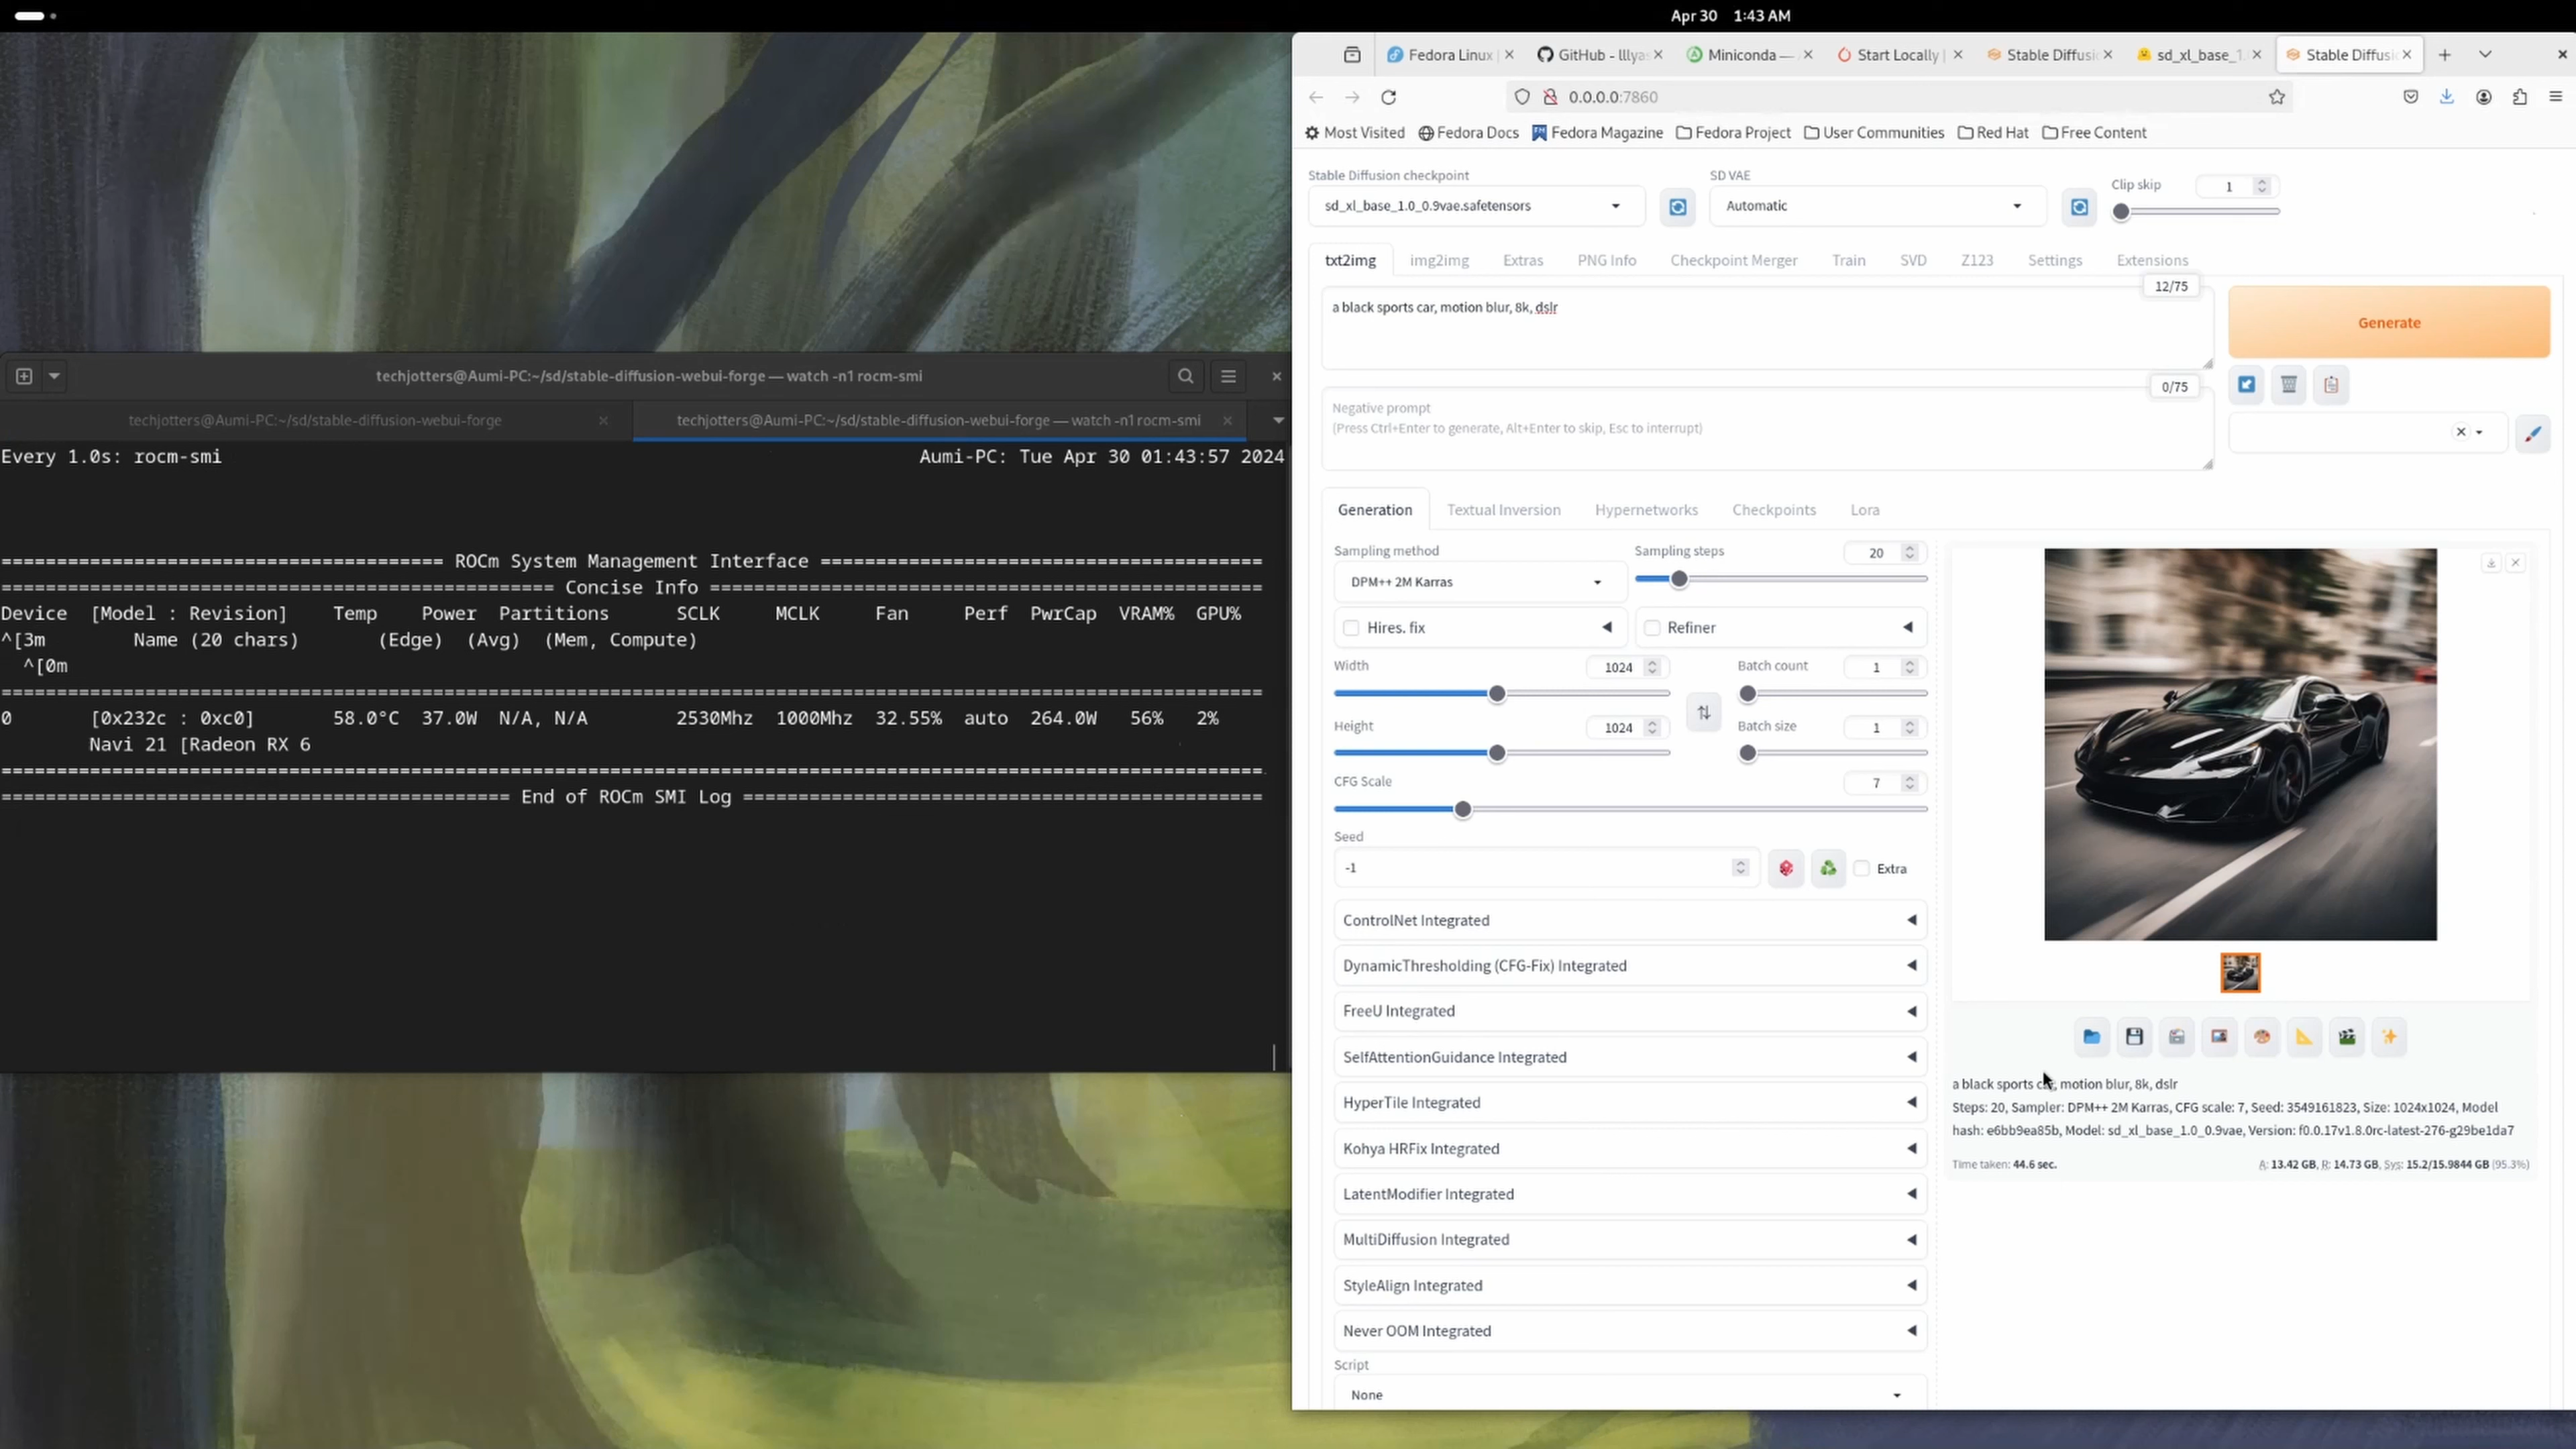 Apr 30 1:43 AM
Fedora Linux
GitHub - lllyas
Miniconda —
Start Locally |
Stable Diffusi
sd_xl_base_1.
Stable Diffusi
0.0.0.0:7860
Most Visited
Fedora Docs
Fedora Magazine
Fedora Project
User Communities
Red Hat
Free Content
Stable Diffusion checkpoint
sd_xl_base_1.0_0.9vae.safetensors
SD VAE
Automatic
Clip skip
1
txt2img img2img Extras PNG Info Checkpoint Merger Train SVD Z123 Settings Extensions
12/75
a black sports car, motion blur, 8k, dslr
Generate
0/75
Negative prompt
(Press Ctrl+Enter to generate, Alt+Enter to skip, Esc to interrupt)
Generation Textual Inversion Hypernetworks Checkpoints Lora
Sampling method
DPM++ 2M Karras
Sampling steps
20
Hires. fix
Refiner
Width
1024
Batch count
1
Height
1024
Batch size
1
CFG Scale
7
Seed
-1
Extra
ControlNet Integrated
DynamicThresholding (CFG-Fix) Integrated
FreeU Integrated
SelfAttentionGuidance Integrated
HyperTile Integrated
Kohya HRFix Integrated
LatentModifier Integrated
MultiDiffusion Integrated
StyleAlign Integrated
Never OOM Integrated
Script
None
a black sports car, motion blur, 8k, dslr
Steps: 20, Sampler: DPM++ 2M Karras, CFG scale: 7, Seed: 3549161823, Size: 1024x1024, Model
hash: e6bb9ea85b, Model: sd_xl_base_1.0_0.9vae, Version: f0.0.17v1.8.0rc-latest-276-g29be1da7
Time taken: 44.6 sec.
A: 13.42 GB, R: 14.73 GB, Sys: 15.2/15.9844 GB (95.3%)
techjotters@Aumi-PC:~/sd/stable-diffusion-webui-forge — watch -n1 rocm-smi
techjotters@Aumi-PC:~/sd/stable-diffusion-webui-forge
techjotters@Aumi-PC:~/sd/stable-diffusion-webui-forge — watch -n1 rocm-smi
Every 1.0s: rocm-smi Aumi-PC: Tue Apr 30 01:43:57 2024
======================================== ROCm System Management Interface ========================================
===================================================== Concise Info ===================================================
Device [Model : Revision] Temp Power Partitions SCLK MCLK Fan Perf PwrCap VRAM% GPU%
^[3m Name (20 chars) (Edge) (Avg) (Mem, Compute)
^[0m
==================================================================================================================
0 [0x232c : 0xc0] 58.0°C 37.0W N/A, N/A 2530Mhz 1000Mhz 32.55% auto 264.0W 56% 2%
Navi 21 [Radeon RX 6
==================================================================================================================
============================================== End of ROCm SMI Log ===============================================